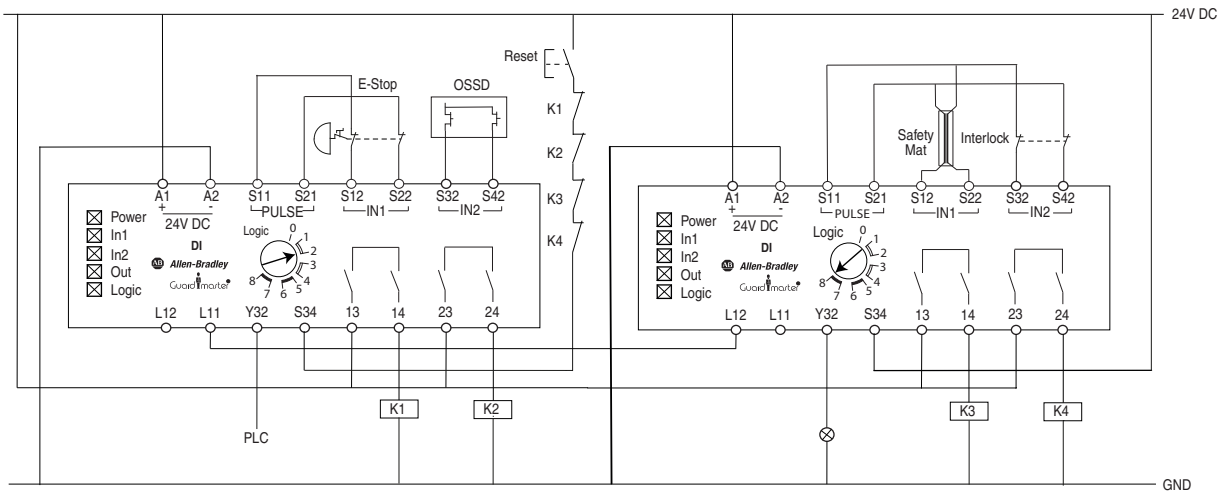 24V DC
Reset
E-Stop
OSSD
K1
K2
K3
K4
Safety
Mat
Interlock
A1 A2 S11 S21 S12 S22 S32 S42
+ - PULSE IN1 IN2
24V DC
Power
In1
In2
Out
Logic
DI
AB Allen-Bradley
Guardmaster
Logic
0
1
2
3
4
5
6
7
8
L12 L11 Y32 S34 13 14 23 24
K1
K2
PLC
A1 A2 S11 S21 S12 S22 S32 S42
+ - PULSE IN1 IN2
24V DC
Power
In1
In2
Out
Logic
DI
AB Allen-Bradley
Guardmaster
Logic
0
1
2
3
4
5
6
7
8
L12 L11 Y32 S34 13 14 23 24
K3
K4
GND